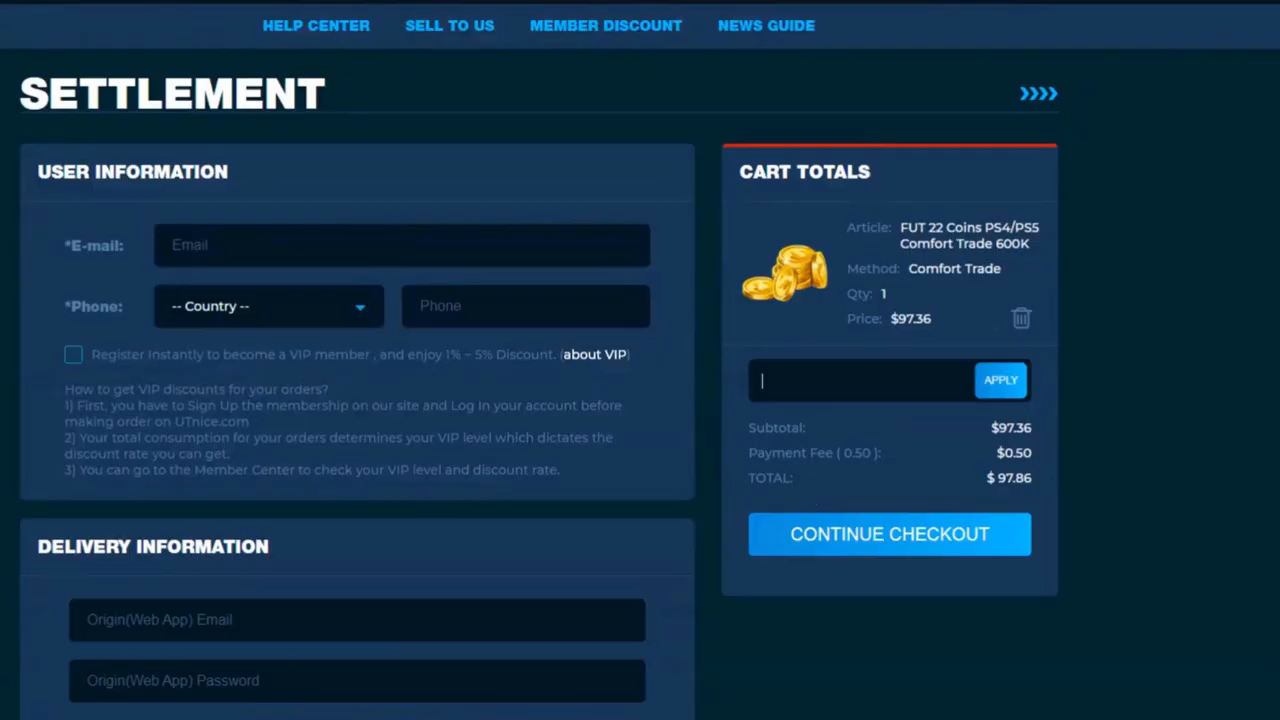 HELP CENTER SELL TO US MEMBER DISCOUNT NEWS GUIDE
SETTLEMENT
USER INFORMATION
*E-mail: Email
*Phone: -- Country -- Phone
Register Instantly to become a VIP member , and enjoy 1% – 5% Discount. (about VIP)
How to get VIP discounts for your orders?
1) First, you have to Sign Up the membership on our site and Log In your account before
making order on UTnice.com
2) Your total consumption for your orders determines your VIP level which dictates the
discount rate you can get.
3) You can go to the Member Center to check your VIP level and discount rate.
DELIVERY INFORMATION
Origin(Web App) Email
Origin(Web App) Password
CART TOTALS
Article: FUT 22 Coins PS4/PS5
Comfort Trade 600K
Method: Comfort Trade
Qty: 1
Price: $97.36
APPLY
Subtotal: $97.36
Payment Fee ( 0.50 ): $0.50
TOTAL: $ 97.86
CONTINUE CHECKOUT